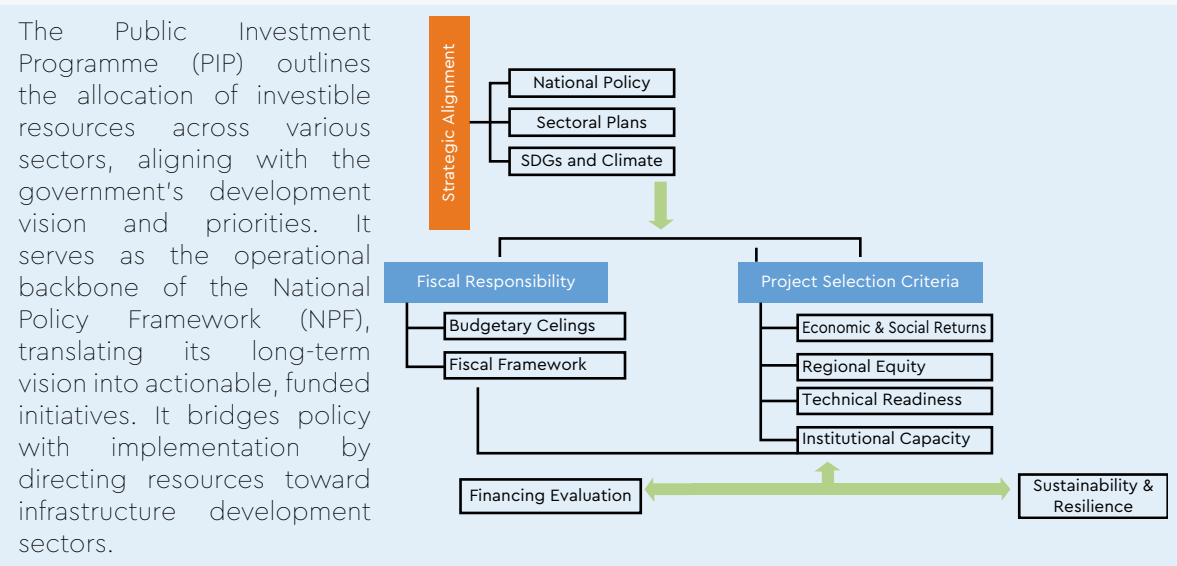 The Public Investment
Programme (PIP) outlines
the allocation of investible
resources across various
sectors, aligning with the
government's development
vision and priorities. It
serves as the operational
backbone of the National
Policy Framework (NPF),
translating its long-term
vision into actionable, funded
initiatives. It bridges policy
with implementation by
directing resources toward
infrastructure development
sectors.
Strategic Alignment
National Policy
Sectoral Plans
SDGs and Climate
Fiscal Responsibility
Budgetary Celings
Fiscal Framework
Project Selection Criteria
Economic & Social Returns
Regional Equity
Technical Readiness
Institutional Capacity
Financing Evaluation
Sustainability &
Resilience